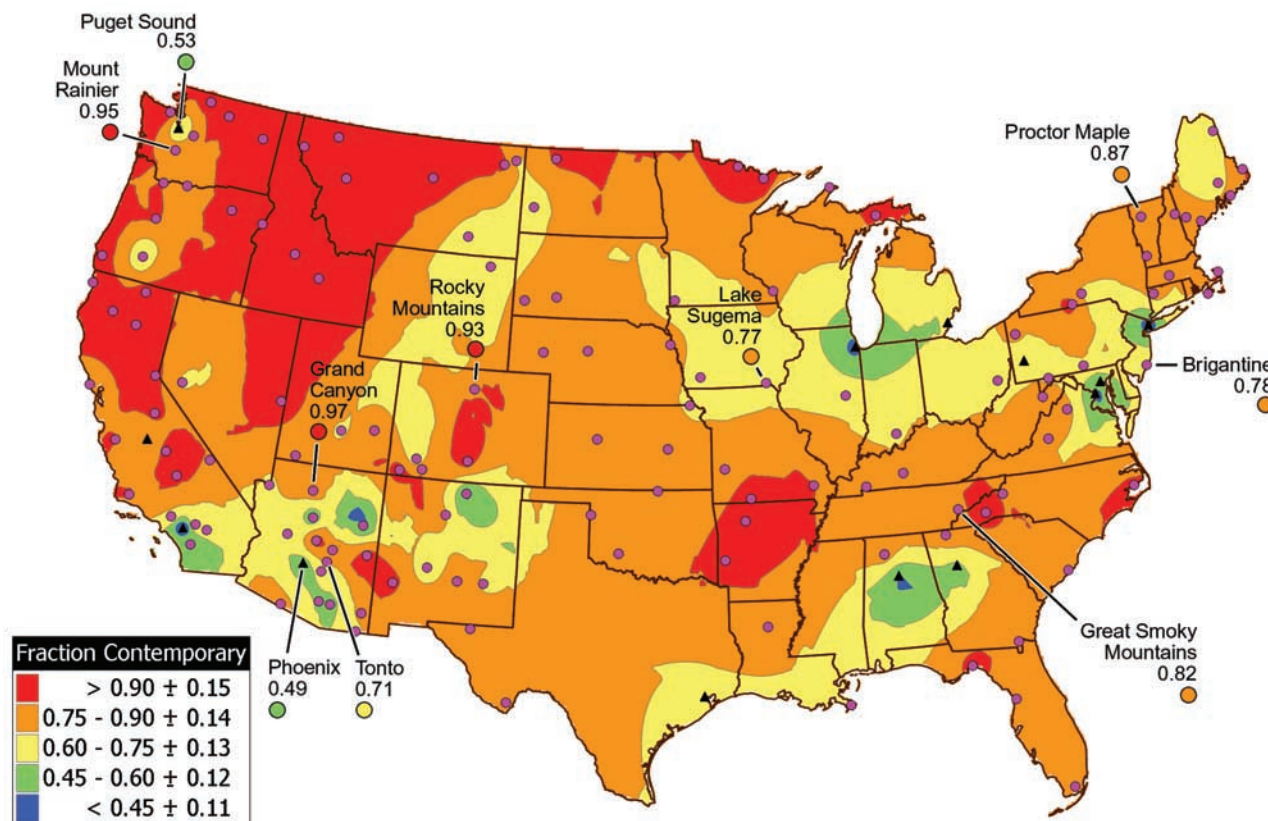 Puget Sound
0.53
Mount
Rainier
0.95
Proctor Maple
0.87
Rocky
Mountains
0.93
Lake
Sugema
0.77
Grand
Canyon
0.97
Brigantine
0.78
Phoenix
0.49
Tonto
0.71
Great Smoky
Mountains
0.82
Fraction Contemporary
> 0.90 ± 0.15
0.75 - 0.90 ± 0.14
0.60 - 0.75 ± 0.13
0.45 - 0.60 ± 0.12
< 0.45 ± 0.11